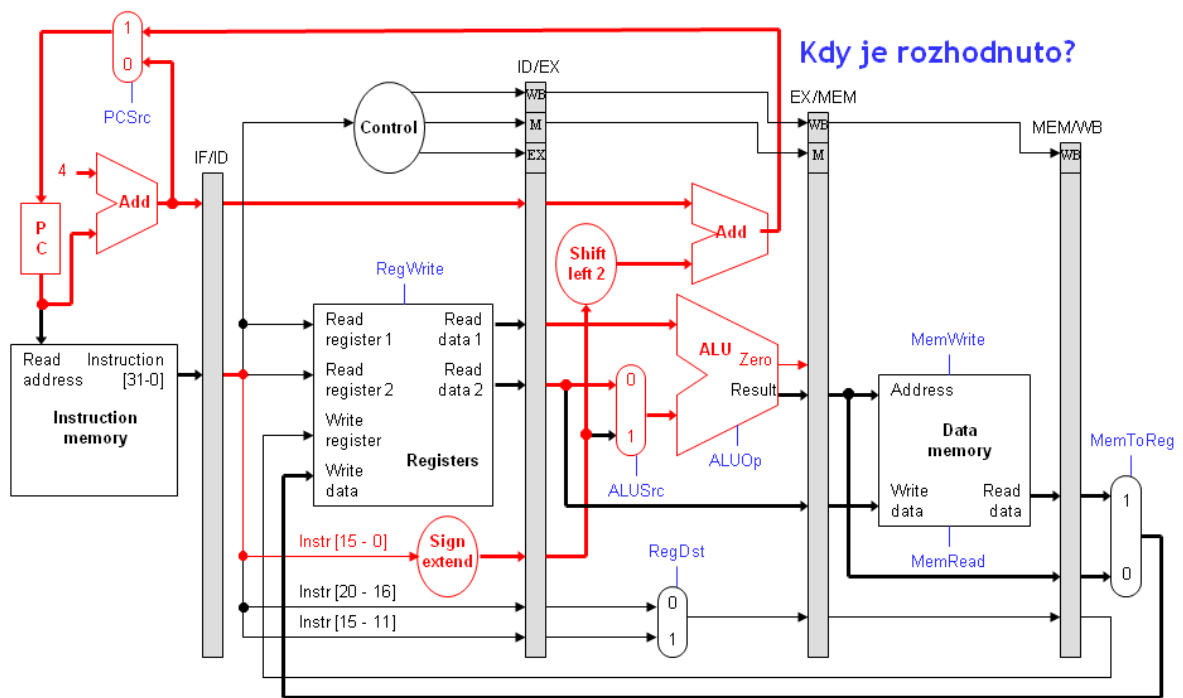 Kdy je rozhodnuto?
1
0
PCSrc
ID/EX
WB
M
EX
Control
EX/MEM
WB
M
MEM/WB
WB
IF/ID
4
Add
P
C
Add
Shift
left 2
RegWrite
Read
register 1
Read
data 1
Read
register 2
Read
data 2
Write
register
Write
data
Registers
Read
address
Instruction
[31-0]
Instruction
memory
0
1
ALUSrc
ALU
Zero
Result
ALUOp
MemWrite
Address
Data
memory
Write
data
Read
data
MemRead
MemToReg
1
0
Instr [15 - 0]
Sign
extend
RegDst
Instr [20 - 16]
Instr [15 - 11]
0
1